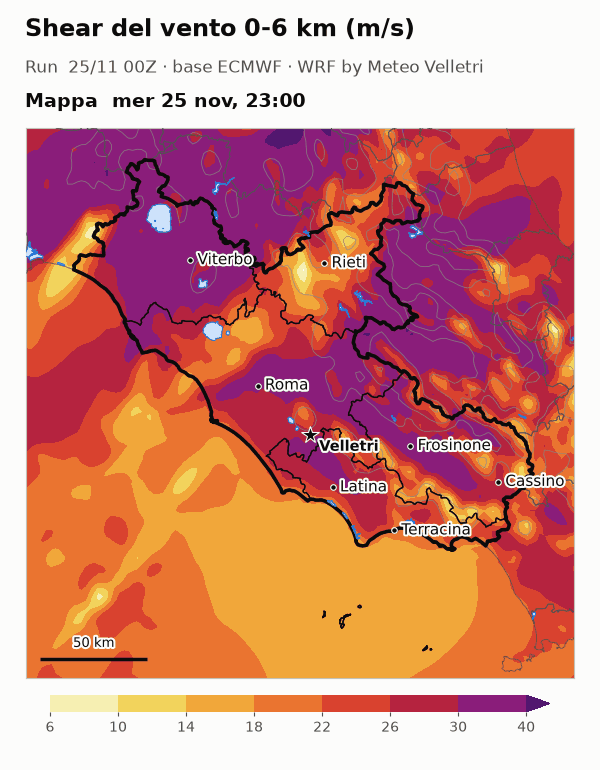 Shear del vento 0-6 km (m/s)
Run  25/11 00Z · base ECMWF · WRF by Meteo Velletri
Mappa  mer 25 nov, 23:00
Viterbo
Rieti
Roma
Velletri
Frosinone
Latina
Cassino
Terracina
50 km
6 10 14 18 22 26 30 40